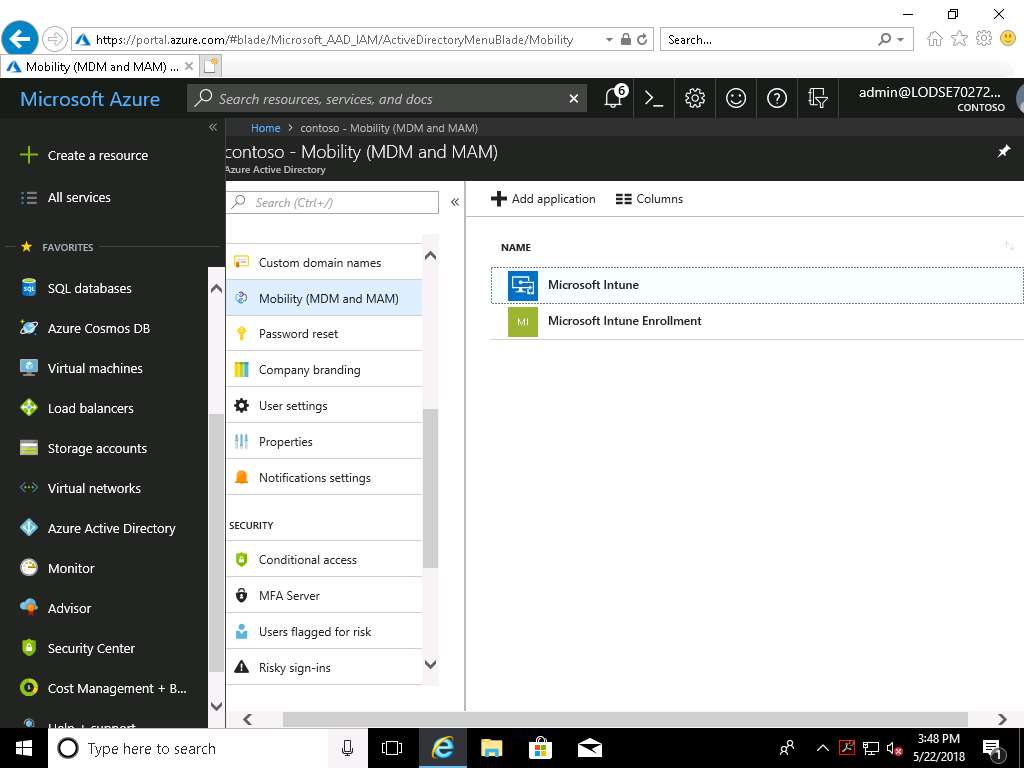 https://portal.azure.com/#blade/Microsoft_AAD_IAM/ActiveDirectoryMenuBlade/Mobility
Search...
Mobility (MDM and MAM) ...
Microsoft Azure
Search resources, services, and docs
6
admin@LODSE70272...
CONTOSO
Home > contoso - Mobility (MDM and MAM)
contoso - Mobility (MDM and MAM)
Azure Active Directory
Create a resource
All services
FAVORITES
SQL databases
Azure Cosmos DB
Virtual machines
Load balancers
Storage accounts
Virtual networks
Azure Active Directory
Monitor
Advisor
Security Center
Cost Management + B...
Help + support
Search (Ctrl+/)
Custom domain names
Mobility (MDM and MAM)
Password reset
Company branding
User settings
Properties
Notifications settings
SECURITY
Conditional access
MFA Server
Users flagged for risk
Risky sign-ins
Add application
Columns
NAME
Microsoft Intune
MI
Microsoft Intune Enrollment
Type here to search
3:48 PM
5/22/2018
1